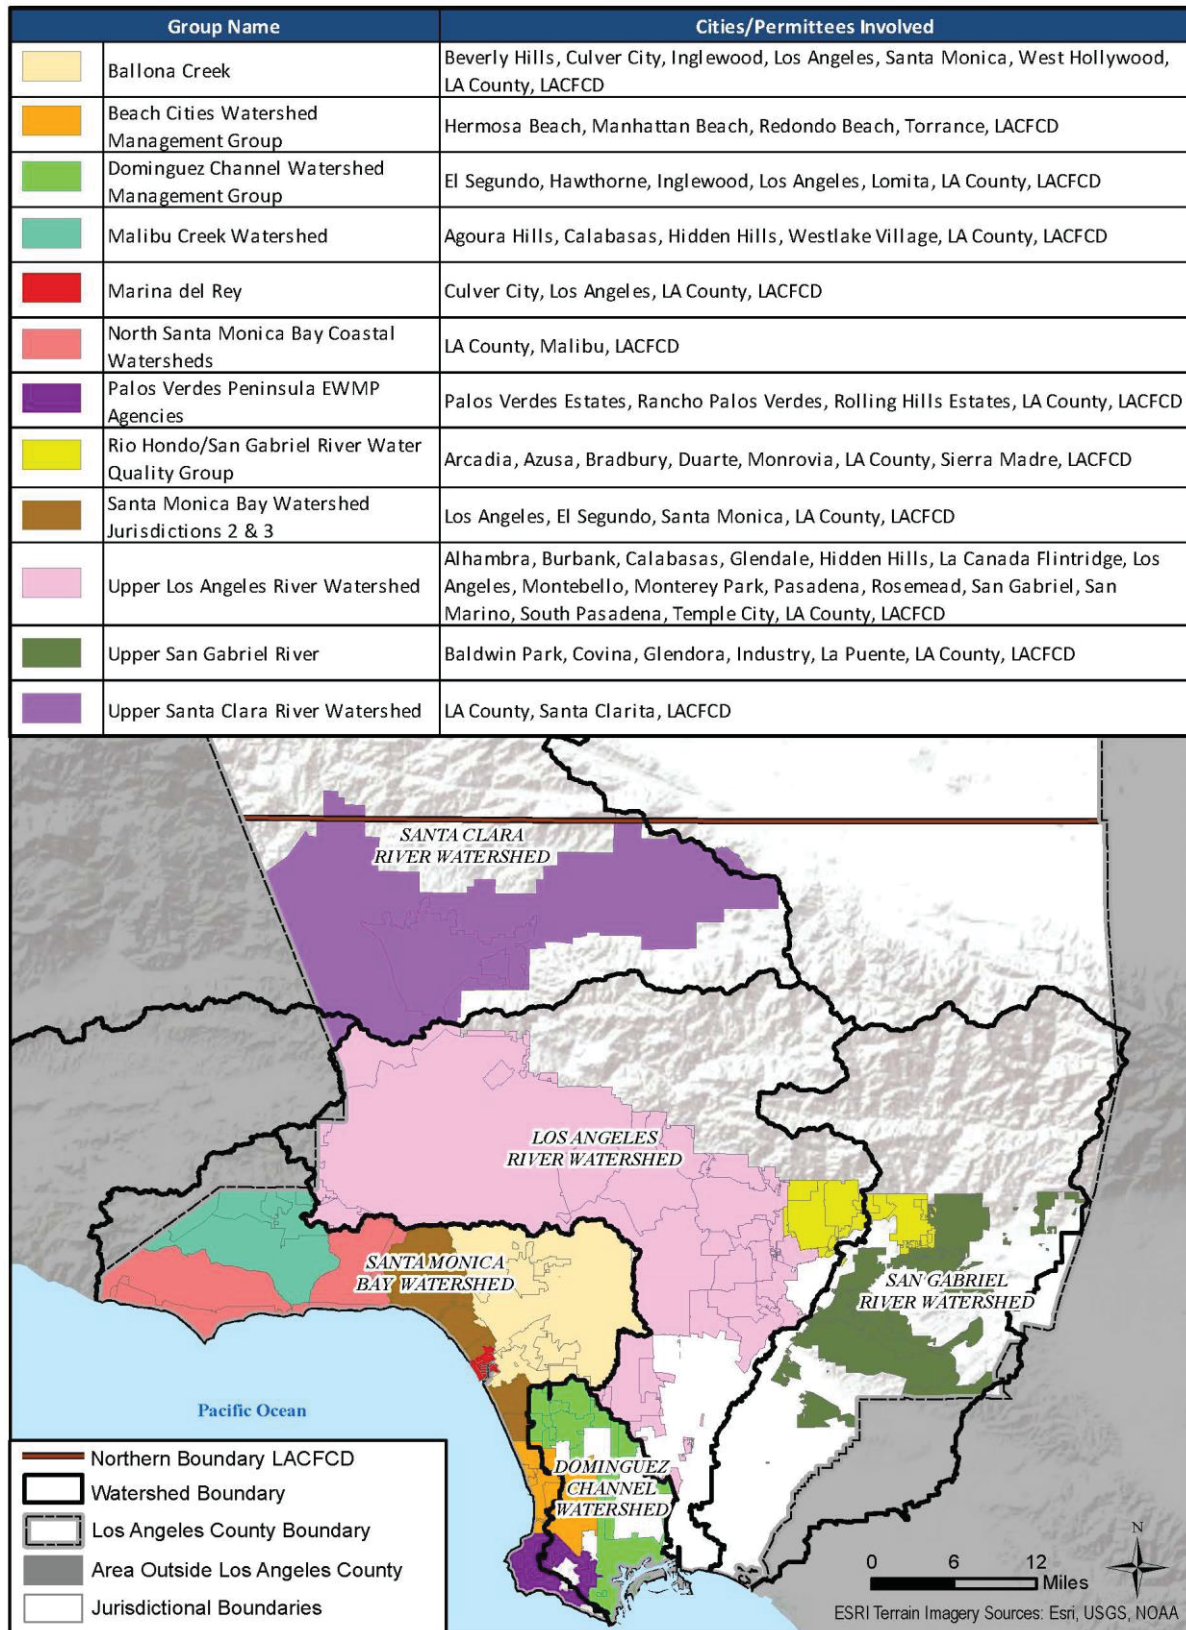 Group Name Cities/Permittees Involved
Ballona Creek
Beverly Hills, Culver City, Inglewood, Los Angeles, Santa Monica, West Hollywood,
LA County, LACFCD
Beach Cities Watershed
Management Group
Hermosa Beach, Manhattan Beach, Redondo Beach, Torrance, LACFCD
Dominguez Channel Watershed
Management Group
El Segundo, Hawthorne, Inglewood, Los Angeles, Lomita, LA County, LACFCD
Malibu Creek Watershed
Agoura Hills, Calabasas, Hidden Hills, Westlake Village, LA County, LACFCD
Marina del Rey
Culver City, Los Angeles, LA County, LACFCD
North Santa Monica Bay Coastal
Watersheds
LA County, Malibu, LACFCD
Palos Verdes Peninsula EWMP
Agencies
Palos Verdes Estates, Rancho Palos Verdes, Rolling Hills Estates, LA County, LACFCD
Rio Hondo/San Gabriel River Water
Quality Group
Arcadia, Azusa, Bradbury, Duarte, Monrovia, LA County, Sierra Madre, LACFCD
Santa Monica Bay Watershed
Jurisdictions 2 & 3
Los Angeles, El Segundo, Santa Monica, LA County, LACFCD
Upper Los Angeles River Watershed
Alhambra, Burbank, Calabasas, Glendale, Hidden Hills, La Canada Flintridge, Los
Angeles, Montebello, Monterey Park, Pasadena, Rosemead, San Gabriel, San
Marino, South Pasadena, Temple City, LA County, LACFCD
Upper San Gabriel River
Baldwin Park, Covina, Glendora, Industry, La Puente, LA County, LACFCD
Upper Santa Clara River Watershed
LA County, Santa Clarita, LACFCD
SANTA CLARA
RIVER WATERSHED
LOS ANGELES
RIVER WATERSHED
SANTA MONICA
BAY WATERSHED
SAN GABRIEL
RIVER WATERSHED
Pacific Ocean
DOMINGUEZ
CHANNEL
WATERSHED
Northern Boundary LACFCD
Watershed Boundary
Los Angeles County Boundary
Area Outside Los Angeles County
Jurisdictional Boundaries
N
0 6 12
Miles
ESRI Terrain Imagery Sources: Esri, USGS, NOAA